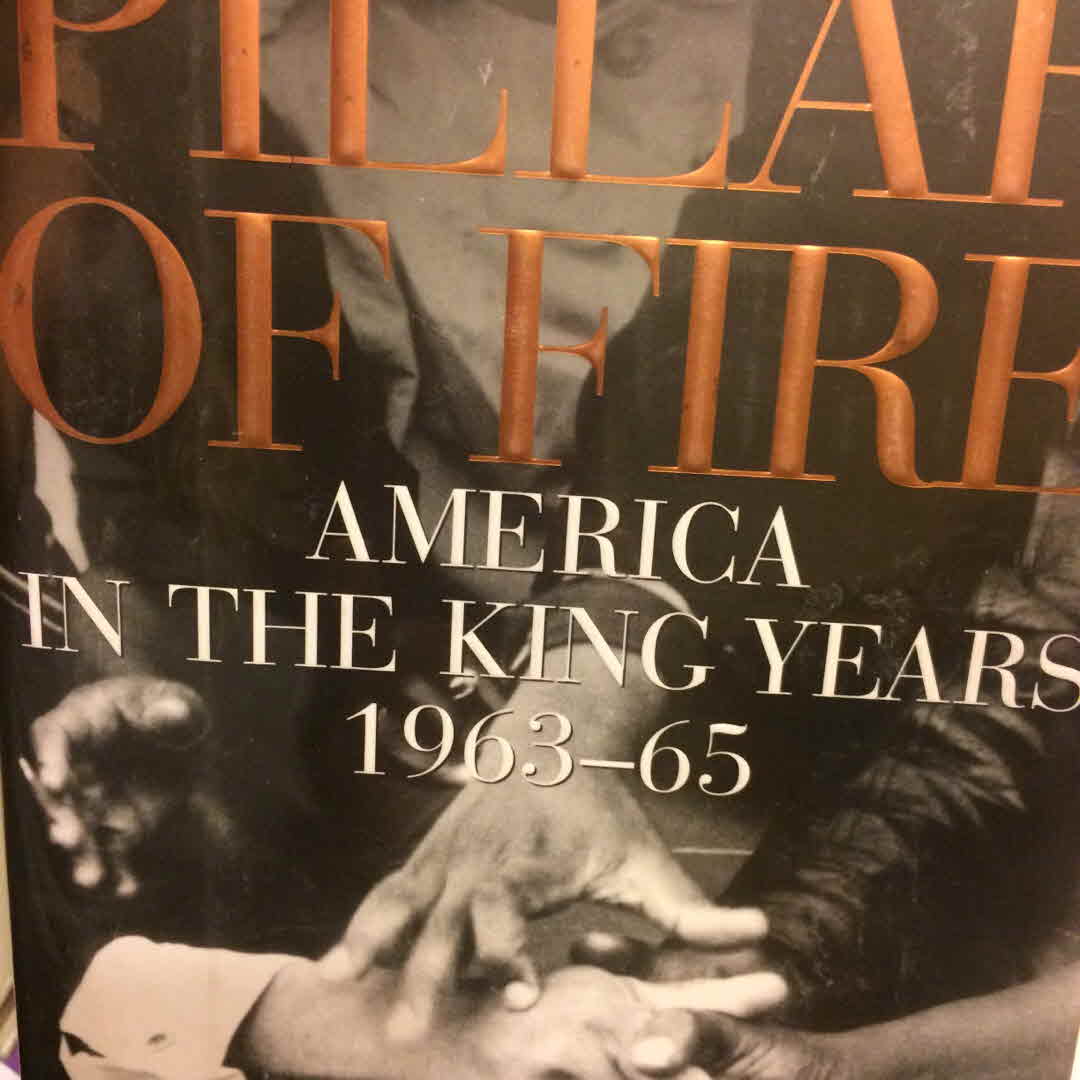 PILLAR
OF FIRE
AMERICA
IN THE KING YEARS
1963–65